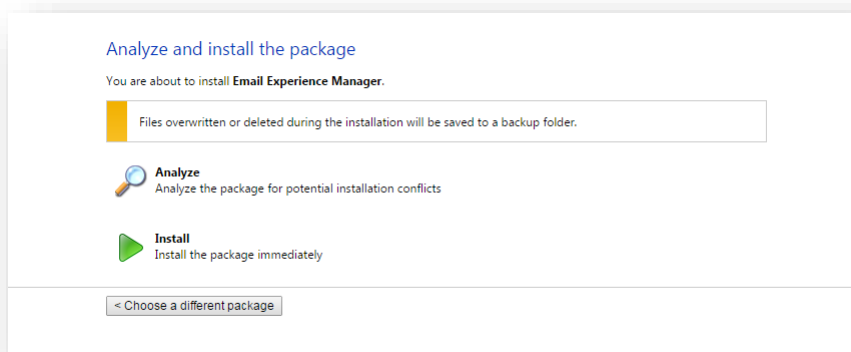 Analyze and install the package
You are about to install Email Experience Manager.
Files overwritten or deleted during the installation will be saved to a backup folder.
Analyze
Analyze the package for potential installation conflicts
Install
Install the package immediately
< Choose a different package